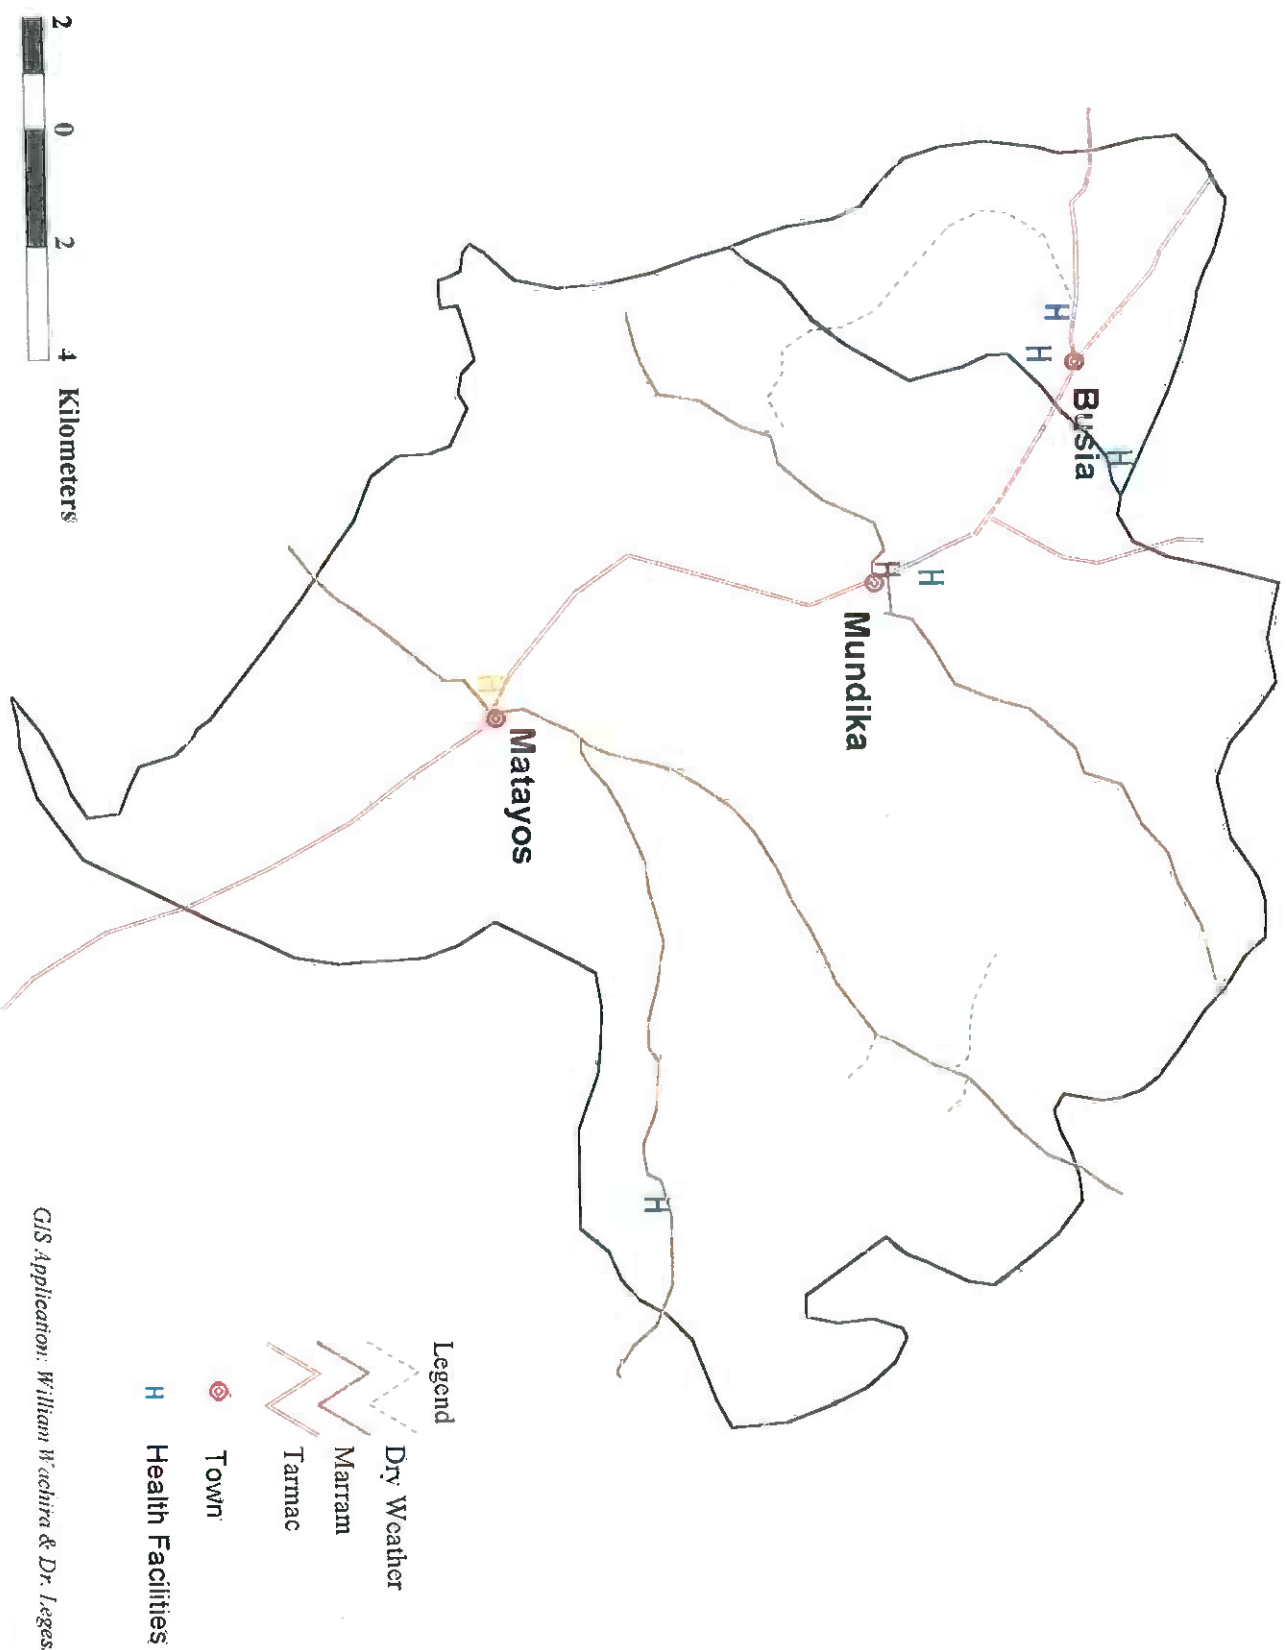 Busia
H
H
H
Mundika
H
H
Matayos
H
H
Legend
Dry Weather
Marram
Tarmac
Town
H Health Facilities
2 0 2 4 Kilometers
GIS Application: William Wachira & Dr. Leges.